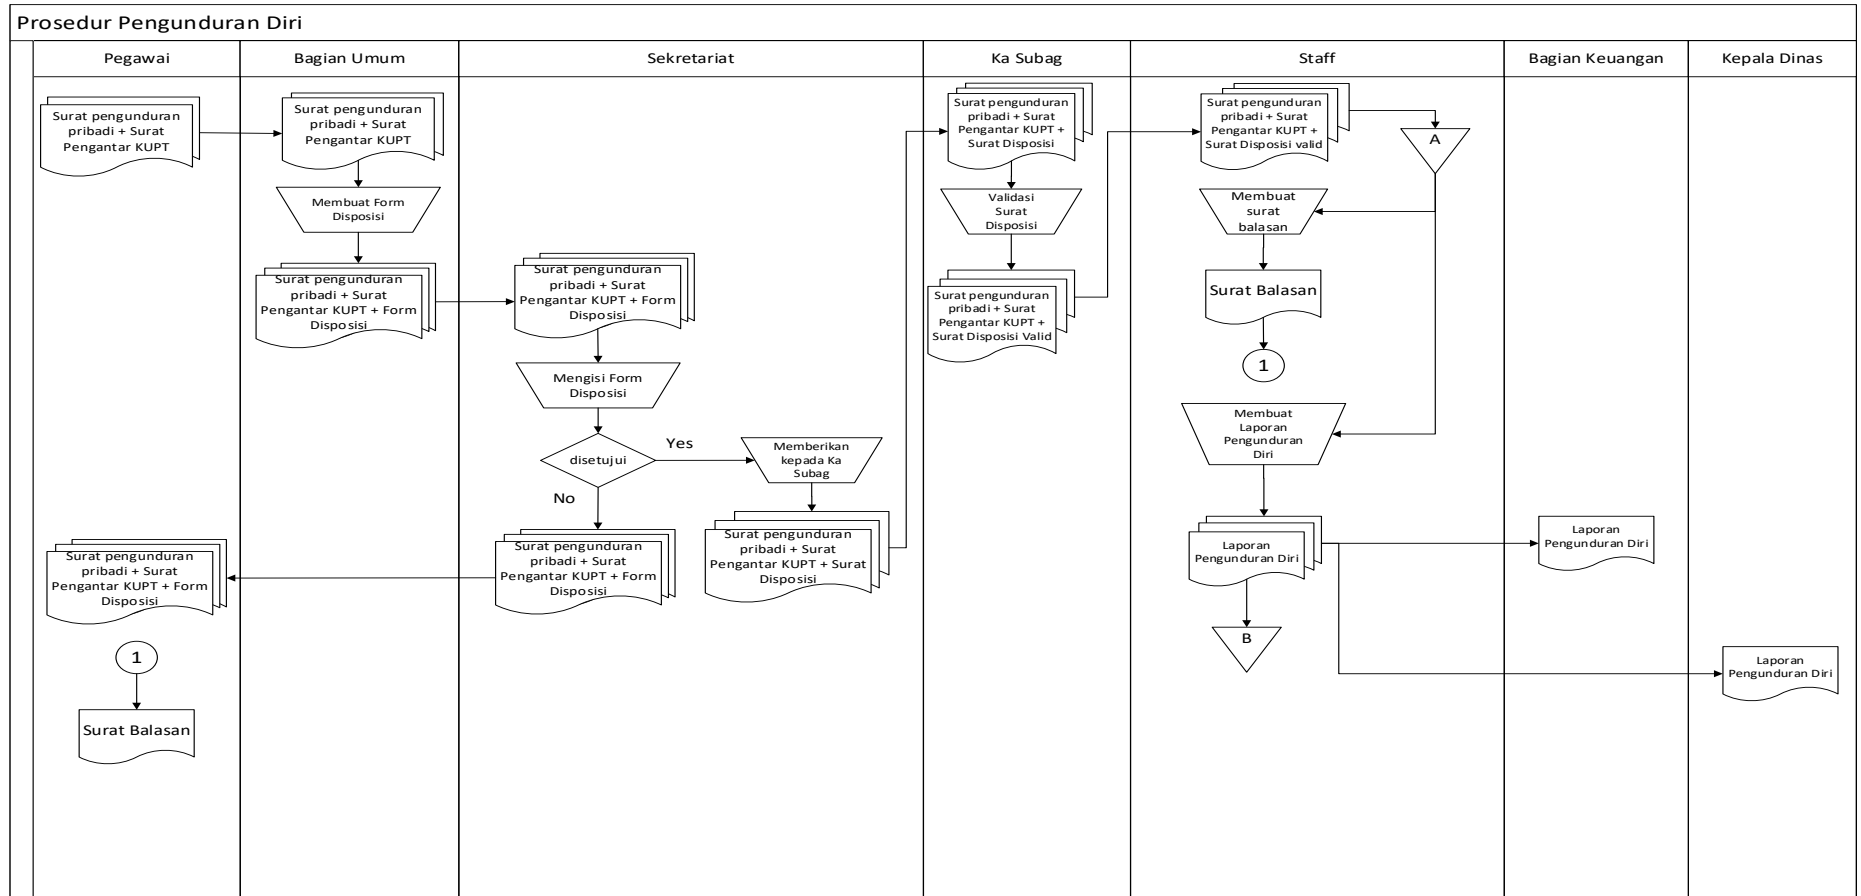 Prosedur Pengunduran Diri
Pegawai
Bagian Umum
Sekretariat
Ka Subag
Staff
Bagian Keuangan
Kepala Dinas
Surat pengunduran
pribadi + Surat
Pengantar KUPT
Surat pengunduran
pribadi + Surat
Pengantar KUPT + Form
Disposisi
1
Surat Balasan
Surat pengunduran
pribadi + Surat
Pengantar KUPT
Membuat Form
Disposisi
Surat pengunduran
pribadi + Surat
Pengantar KUPT + Form
Disposisi
Surat pengunduran
pribadi + Surat
Pengantar KUPT + Form
Disposisi
Mengisi Form
Disposisi
disetujui
Yes
No
Memberikan
kepada Ka
Subag
Surat pengunduran
pribadi + Surat
Pengantar KUPT + Form
Disposisi
Surat pengunduran
pribadi + Surat
Pengantar KUPT + Surat
Disposisi
Surat pengunduran
pribadi + Surat
Pengantar KUPT +
Surat Disposisi
Validasi
Surat
Disposisi
Surat pengunduran
pribadi + Surat
Pengantar KUPT +
Surat Disposisi Valid
Surat pengunduran
pribadi + Surat
Pengantar KUPT +
Surat Disposisi valid
A
Membuat
surat
balasan
Surat Balasan
1
Membuat
Laporan
Pengunduran
Diri
Laporan
Pengunduran Diri
B
Laporan
Pengunduran Diri
Laporan
Pengunduran Diri